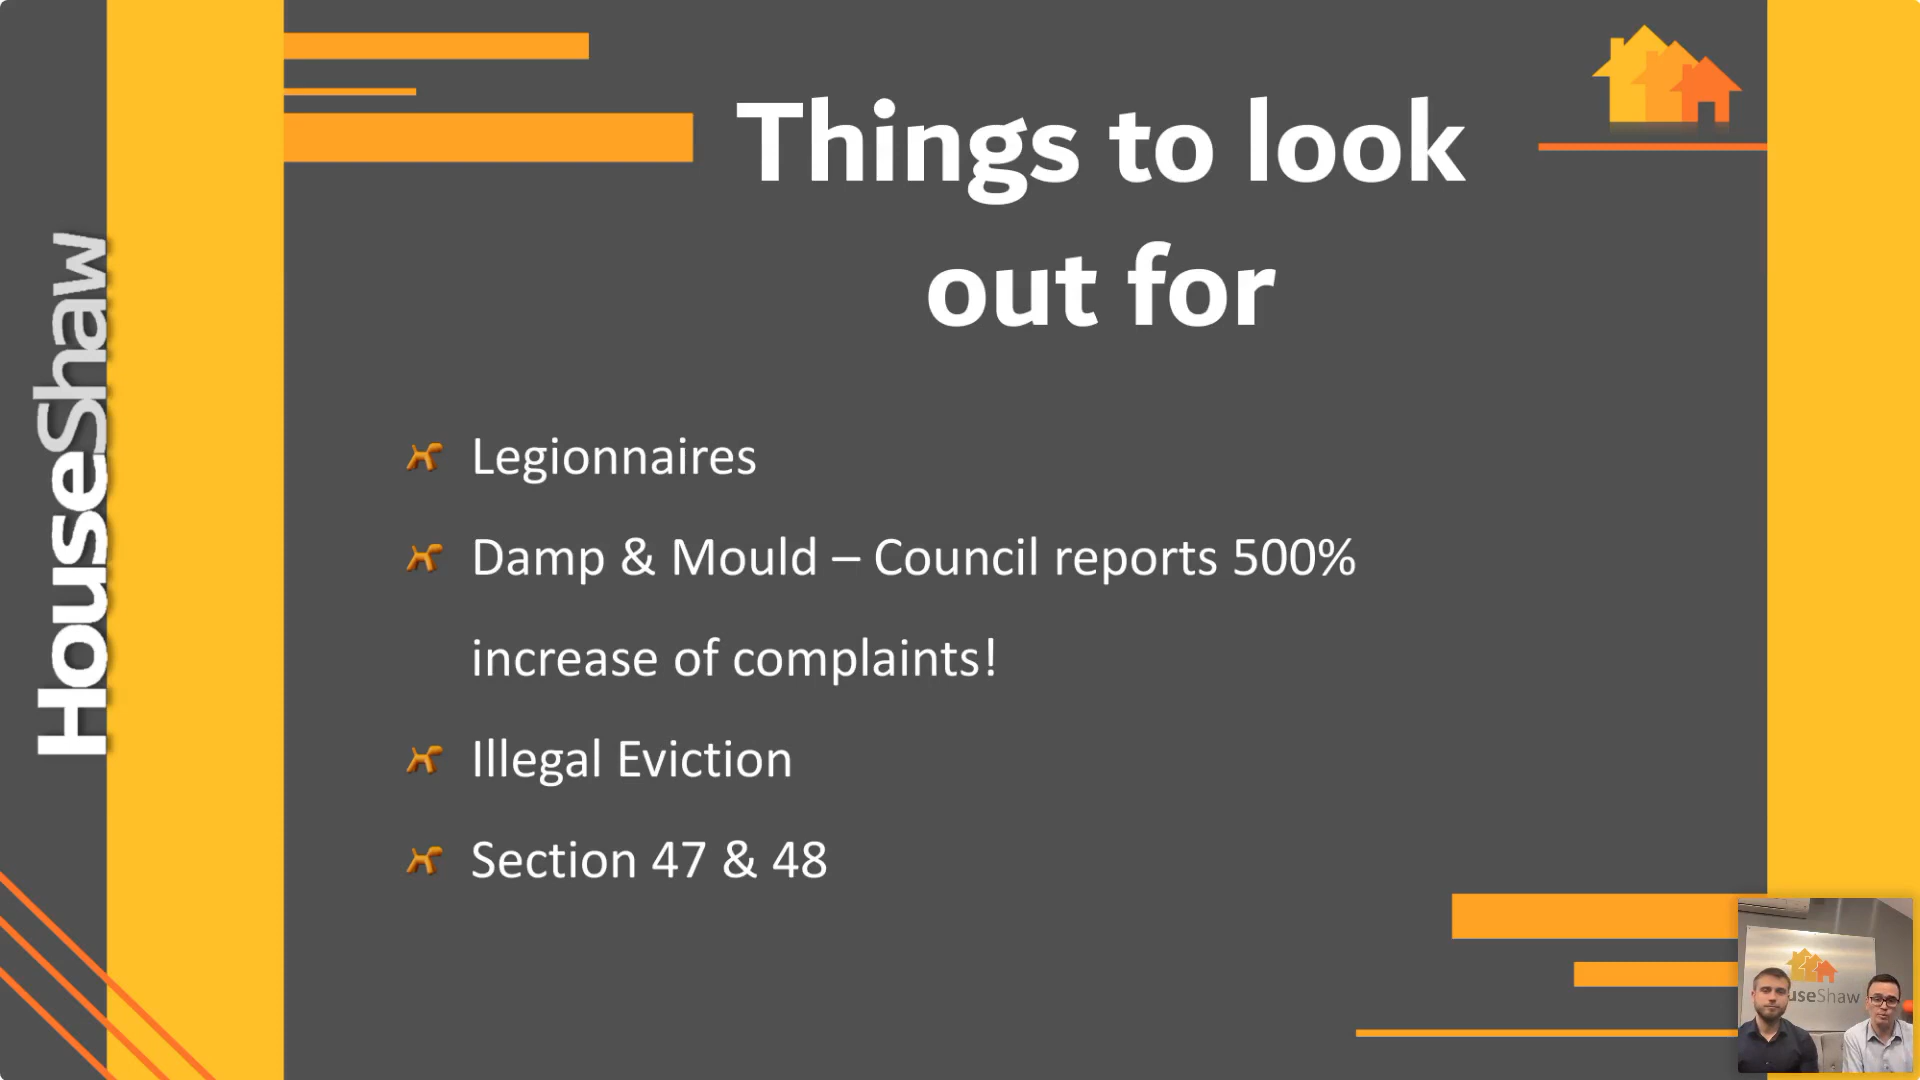 HouseShaw
Things to look
out for
Legionnaires
Damp & Mould – Council reports 500%
increase of complaints!
Illegal Eviction
Section 47 & 48
useShaw